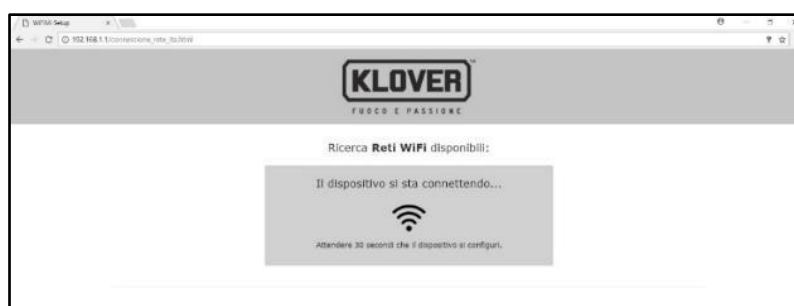 WiFi4U Setup
192.168.1.1/connessione_rete_ita.html
KLOVER
FUOCO E PASSIONE
Ricerca Reti WiFi disponibili:
Il dispositivo si sta connettendo...
Attendere 30 secondi che il dispositivo si configuri.